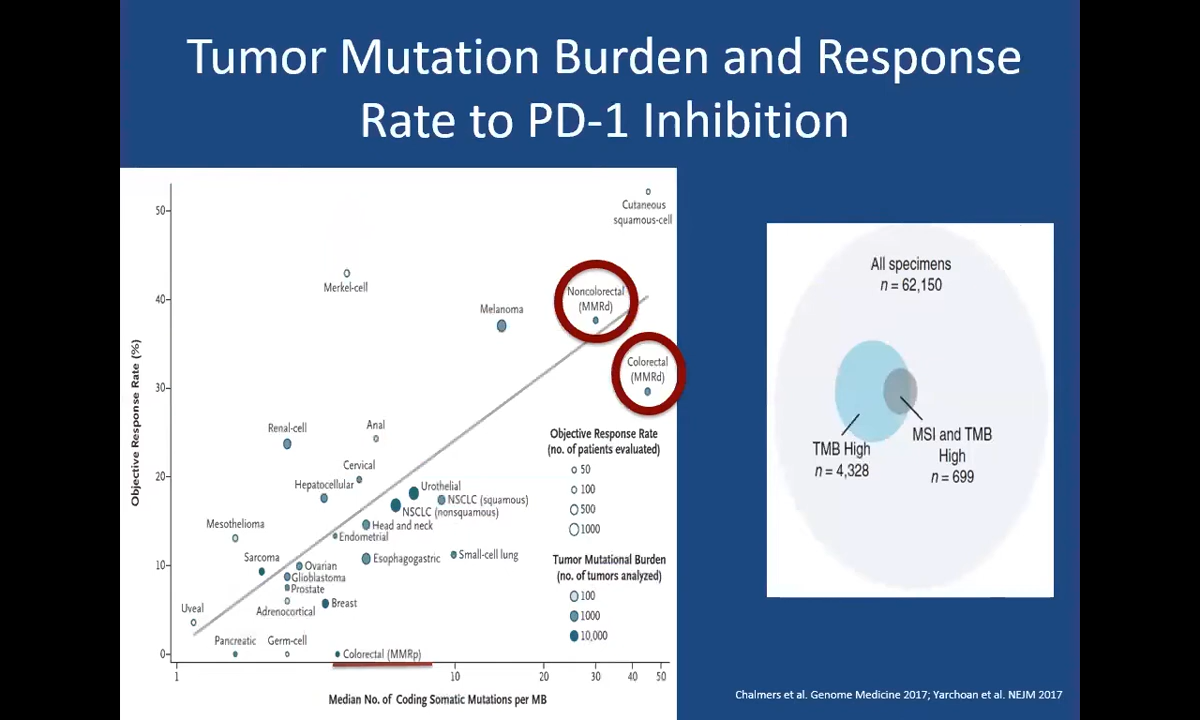 Tumor Mutation Burden and Response
Rate to PD-1 Inhibition
Objective Response Rate (%)
50
40
30
20
10
0
Cutaneous
squamous-cell
Merkel-cell
Noncolorectal
(MMRd)
Melanoma
Colorectal
(MMRd)
Renal-cell
Anal
Cervical
Hepatocellular
Urothelial
NSCLC (squamous)
NSCLC (nonsquamous)
Mesothelioma
Head and neck
Endometrial
Sarcoma
Esophagogastric
Small-cell lung
Ovarian
Glioblastoma
Prostate
Adrenocortical
Breast
Uveal
Pancreatic
Germ-cell
Colorectal (MMRp)
Objective Response Rate
(no. of patients evaluated)
50
100
500
1000
Tumor Mutational Burden
(no. of tumors analyzed)
100
1000
10,000
1
10
20
30
40
50
Median No. of Coding Somatic Mutations per MB
All specimens
n = 62,150
TMB High
n = 4,328
MSI and TMB
High
n = 699
Chalmers et al. Genome Medicine 2017; Yarchoan et al. NEJM 2017